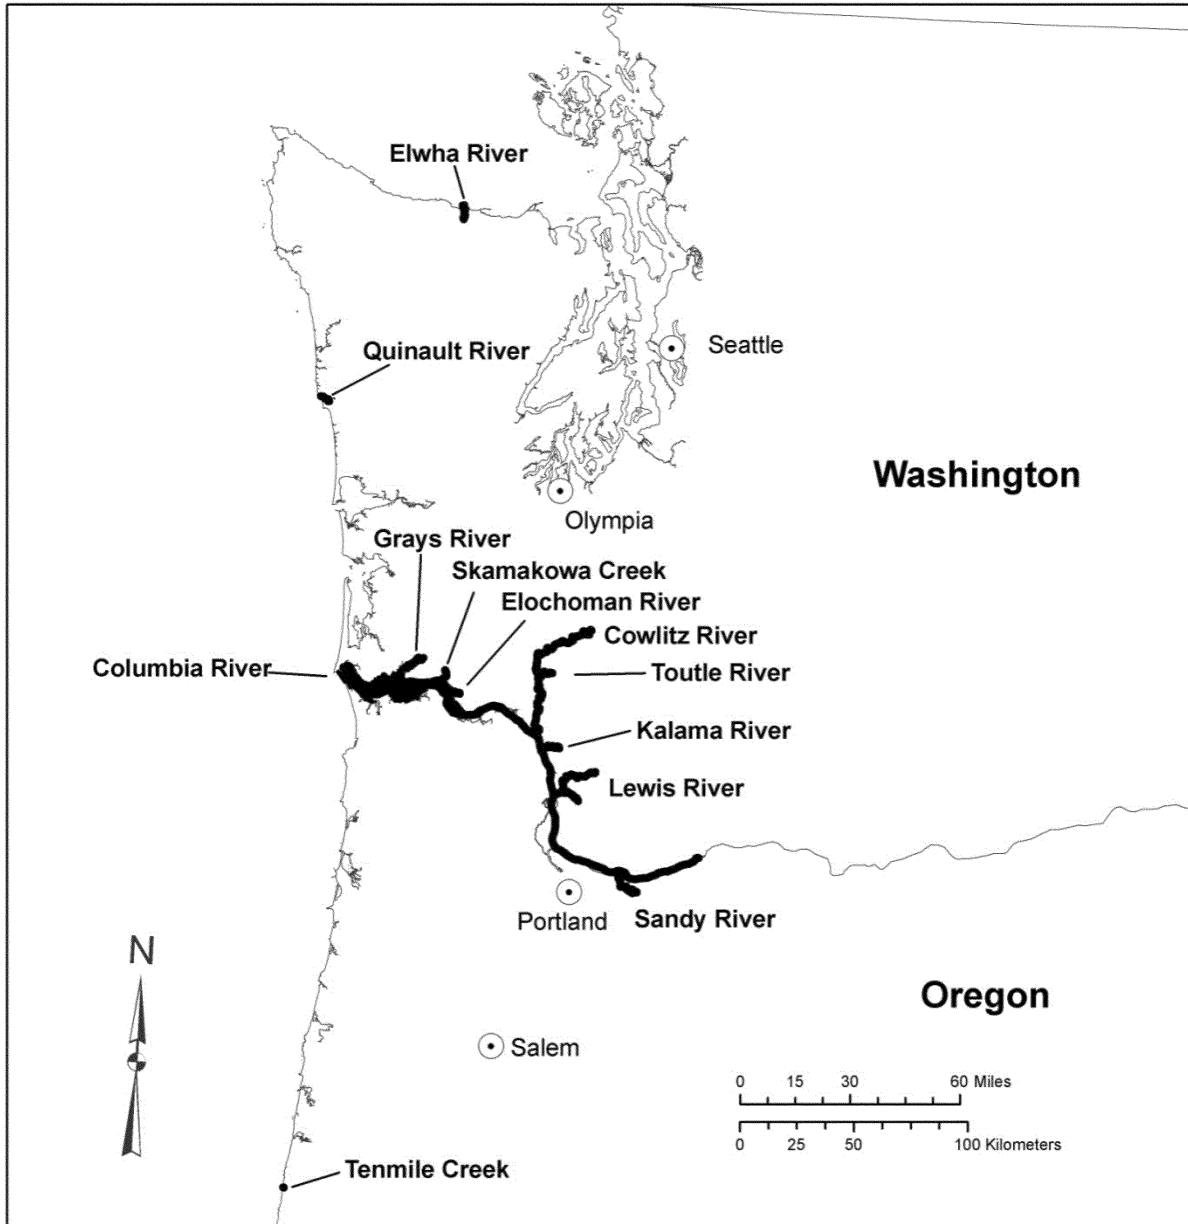 Elwha River
Seattle
Quinault River
Washington
Olympia
Grays River
Skamakowa Creek
Elochoman River
Cowlitz River
Columbia River
Toutle River
Kalama River
Lewis River
Portland
Sandy River
N
Oregon
Salem
0 15 30 60 Miles
0 25 50 100 Kilometers
Tenmile Creek